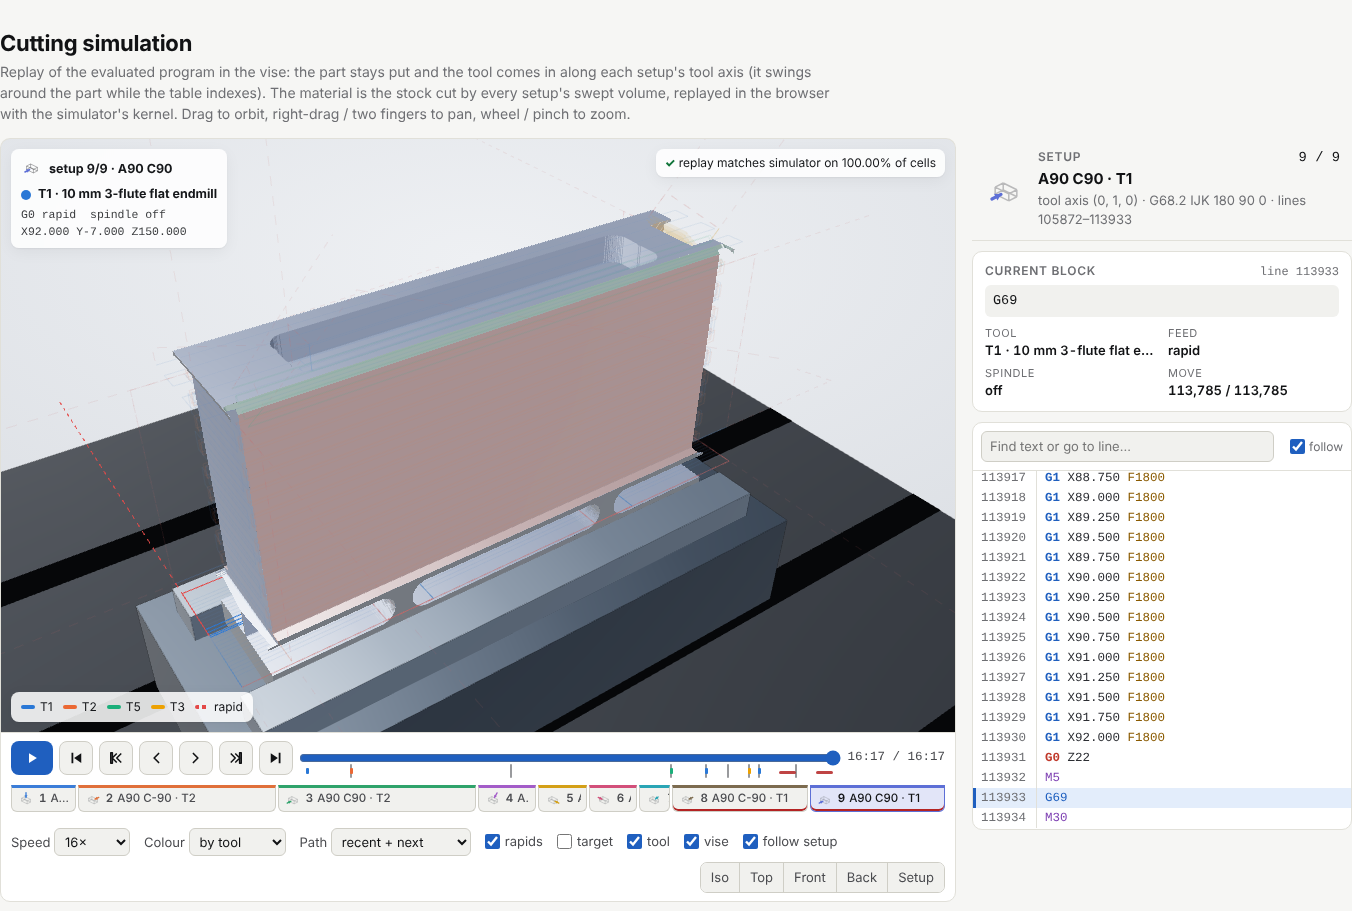 Cutting simulation
Replay of the evaluated program in the vise: the part stays put and the tool comes in along each setup's tool axis (it swings
around the part while the table indexes). The material is the stock cut by every setup's swept volume, replayed in the browser
with the simulator's kernel. Drag to orbit, right-drag / two fingers to pan, wheel / pinch to zoom.
setup 9/9 · A90 C90
T1 · 10 mm 3-flute flat endmill
G0 rapid spindle off
X92.000 Y-7.000 Z150.000
✓ replay matches simulator on 100.00% of cells
T1 T2 T5 T3 rapid
16:17 / 16:17
1 A... 2 A90 C-90 · T2 3 A90 C90 · T2 4 A. 5 6 8 A90 C-90 · T1 9 A90 C90 · T1
Speed 16× Colour by tool Path recent + next rapids target tool vise follow setup
Iso Top Front Back Setup
SETUP 9 / 9
A90 C90 · T1
tool axis (0, 1, 0) · G68.2 IJK 180 90 0 · lines
105872–113933
CURRENT BLOCK line 113933
G69
TOOL FEED
T1 · 10 mm 3-flute flat e... rapid
SPINDLE MOVE
off 113,785 / 113,785
Find text or go to line... follow
113917 G1 X88.750 F1800
113918 G1 X89.000 F1800
113919 G1 X89.250 F1800
113920 G1 X89.500 F1800
113921 G1 X89.750 F1800
113922 G1 X90.000 F1800
113923 G1 X90.250 F1800
113924 G1 X90.500 F1800
113925 G1 X90.750 F1800
113926 G1 X91.000 F1800
113927 G1 X91.250 F1800
113928 G1 X91.500 F1800
113929 G1 X91.750 F1800
113930 G1 X92.000 F1800
113931 G0 Z22
113932 M5
113933 G69
113934 M30